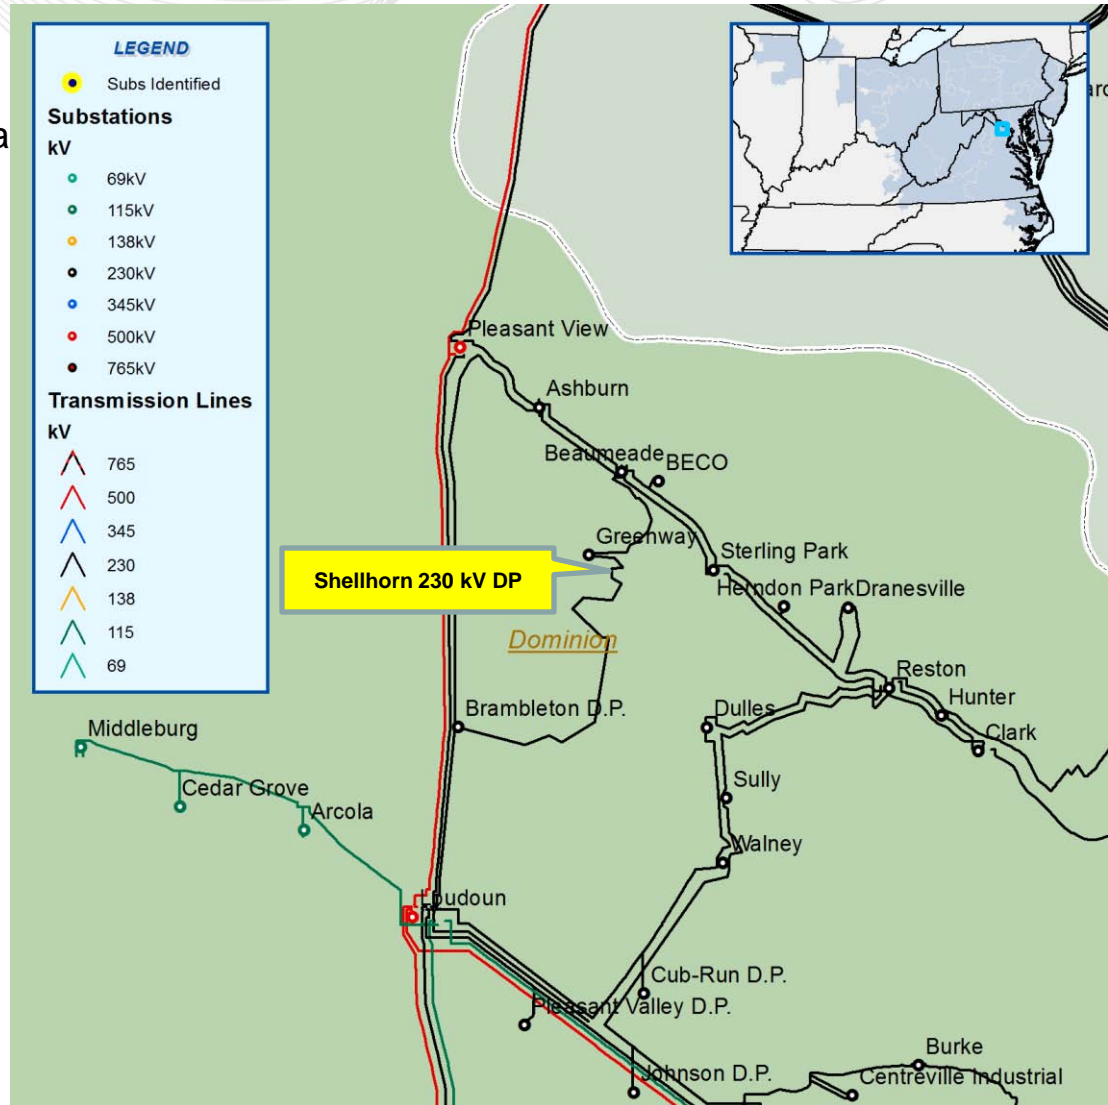 LEGEND
Subs Identified
Substations
kV
69kV
115kV
138kV
230kV
345kV
500kV
765kV
Transmission Lines
kV
765
500
345
230
138
115
69
a
Pleasant View
Ashburn
Beaumeade
BECO
Greenway
Sterling Park
Shellhorn 230 kV DP
Herndon Park
Dranesville
Dominion
Reston
Hunter
Brambleton D.P.
Dulles
Clark
Middleburg
Sully
Cedar Grove
Arcola
Walney
Loudoun
Cub-Run D.P.
Pleasant Valley D.P.
Burke
Johnson D.P.
Centreville Industrial